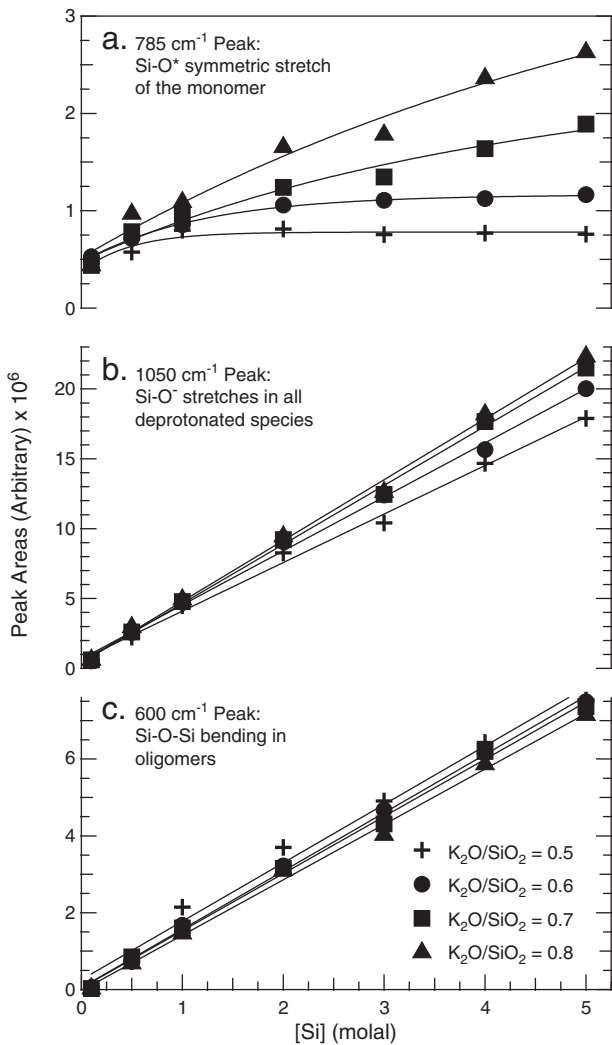 3
a. 785 cm⁻¹ Peak:
Si-O* symmetric stretch
of the monomer
2
1
0
b. 1050 cm⁻¹ Peak:
Si-O⁻ stretches in all
deprotonated species
20
15
10
5
0
Peak Areas (Arbitrary) x 10⁶
c. 600 cm⁻¹ Peak:
Si-O-Si bending in
oligomers
6
4
2
0
K₂O/SiO₂ = 0.5
K₂O/SiO₂ = 0.6
K₂O/SiO₂ = 0.7
K₂O/SiO₂ = 0.8
0 1 2 3 4 5
[Si] (molal)